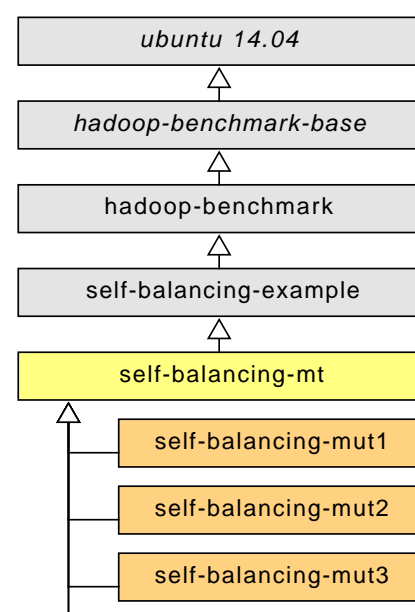 ubuntu 14.04
hadoop-benchmark-base
hadoop-benchmark
self-balancing-example
self-balancing-mt
self-balancing-mut1
self-balancing-mut2
self-balancing-mut3